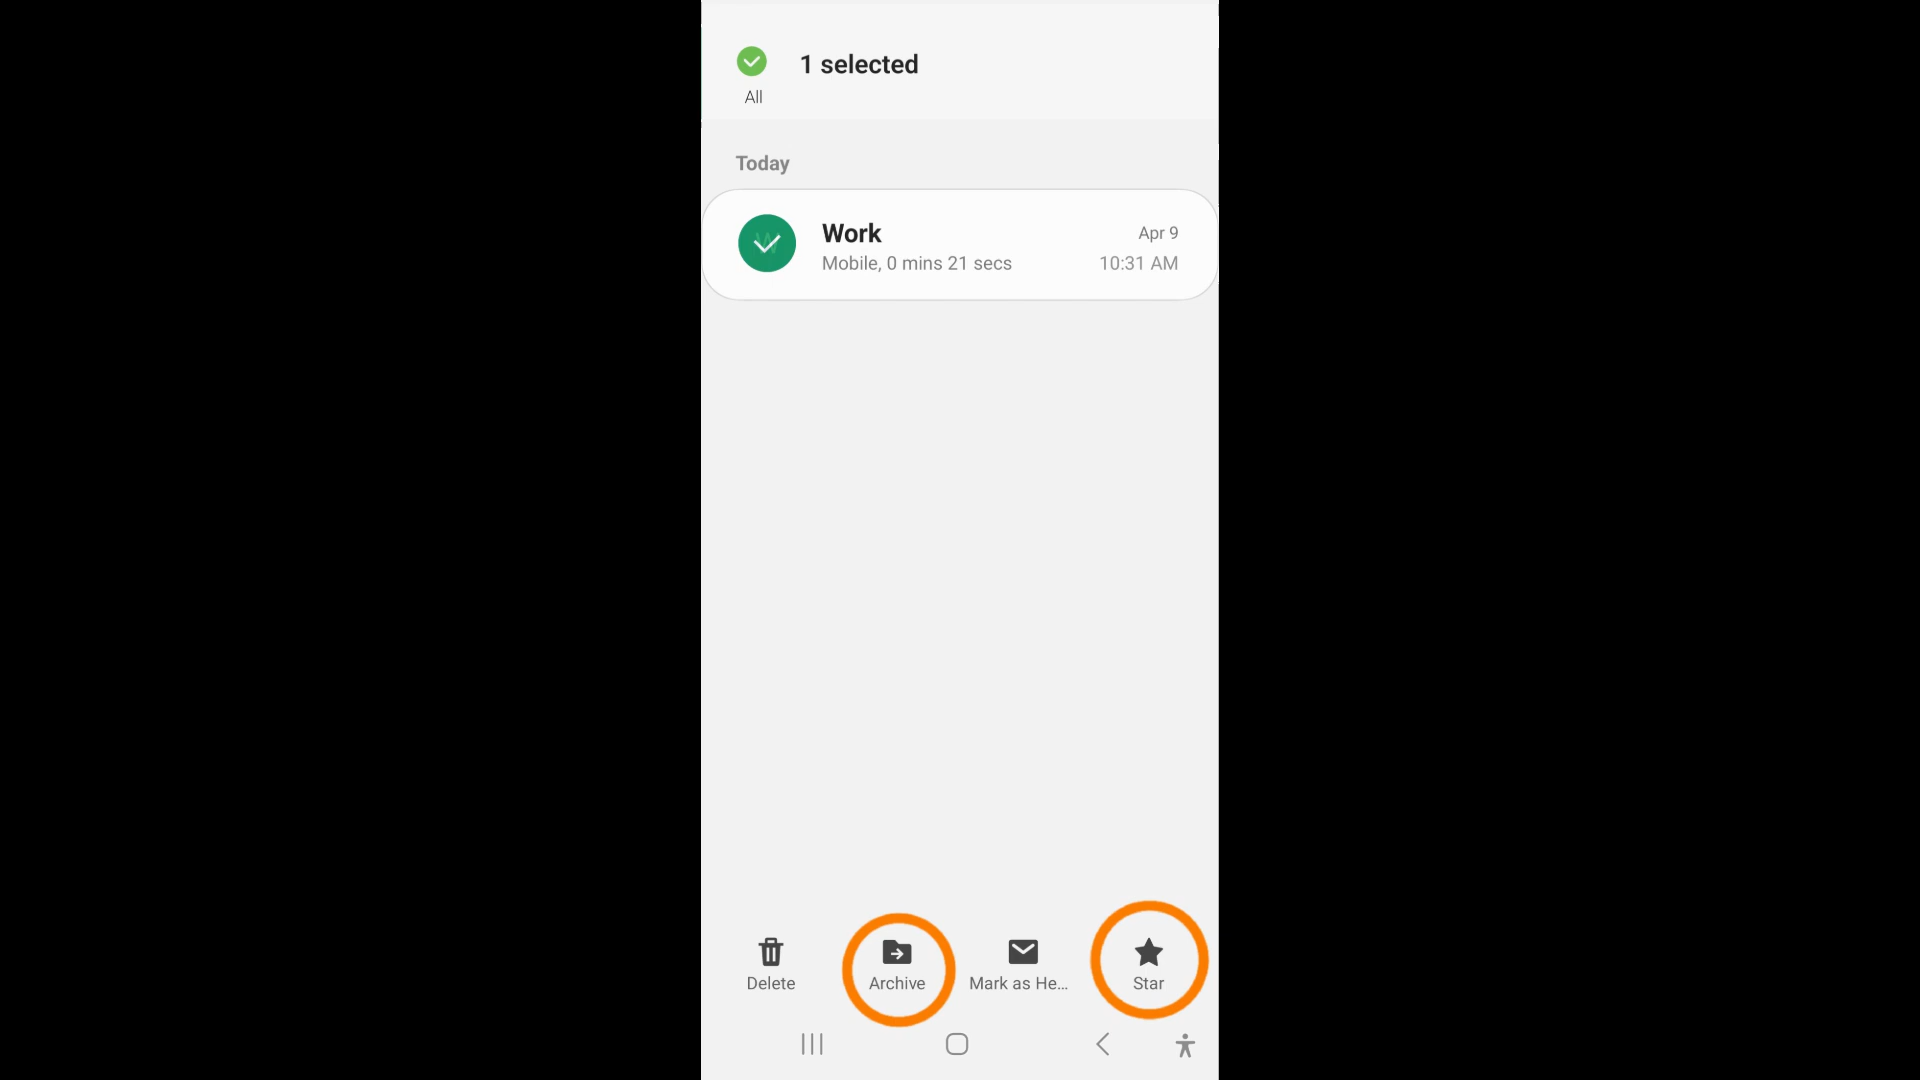 1 selected
All
Today
Work
Apr 9
Mobile, 0 mins 21 secs
10:31 AM
Delete
Archive
Mark as He...
Star